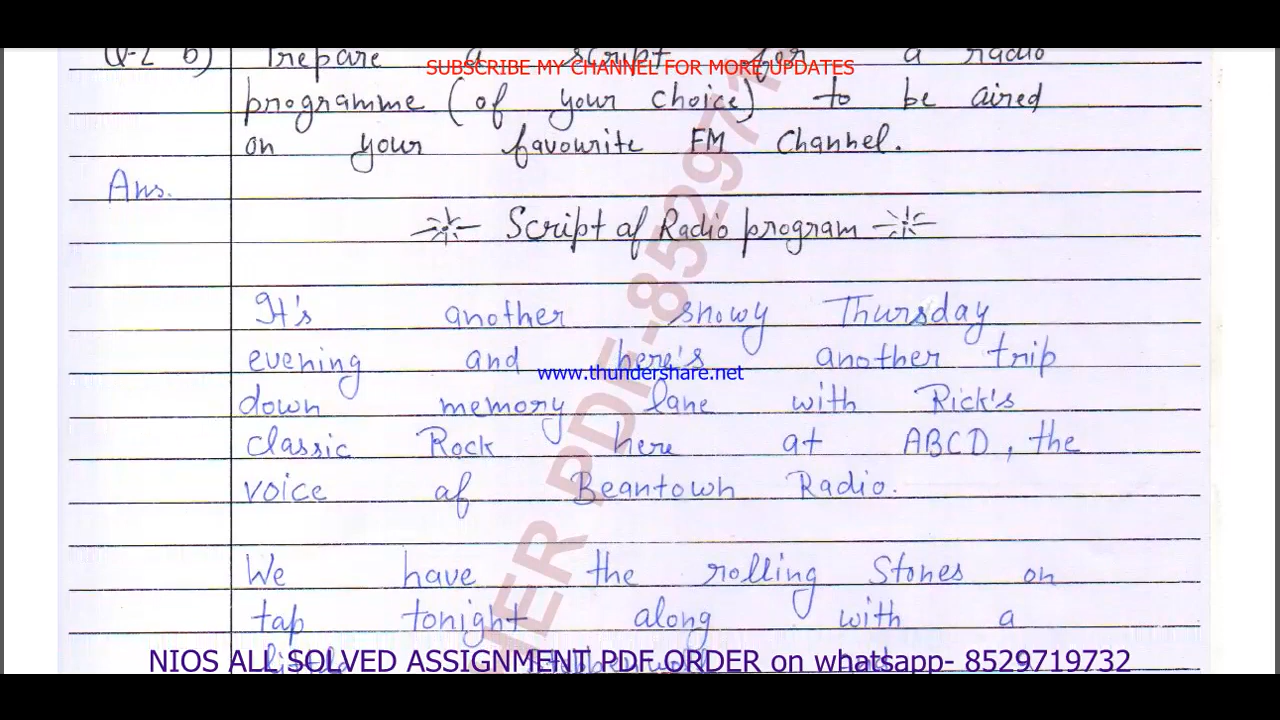 Q-2 b) Prepare a script for a radio
SUBSCRIBE MY CHANNEL FOR MORE UPDATES
programme (of your choice) to be aired
on your favourite FM Channel.
Ans.
Script of Radio program
It's another snowy Thursday
evening and here's another trip
www.thundershare.net
down memory lane with Rick's
classic Rock here at ABCD, the
voice of Beantown Radio.
We have the rolling Stones on
tap tonight along with a
little
NIOS ALL SOLVED ASSIGNMENT PDF ORDER on whatsapp- 8529719732